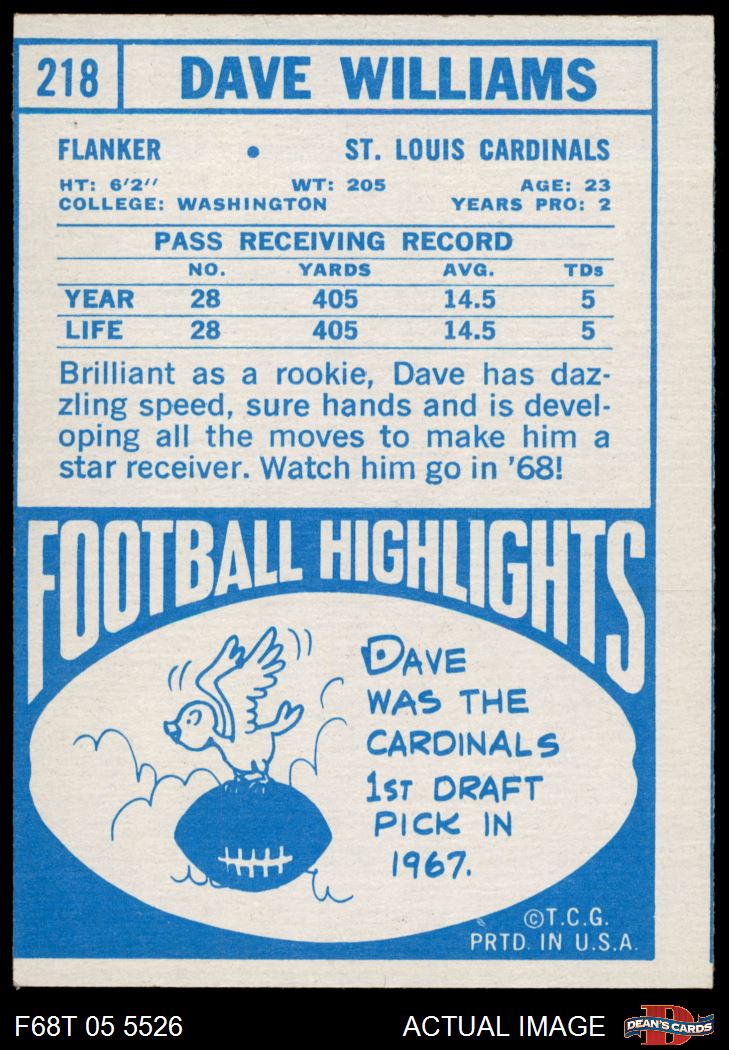 218 DAVE WILLIAMS
FLANKER • ST. LOUIS CARDINALS
HT: 6'2" WT: 205 AGE: 23
COLLEGE: WASHINGTON YEARS PRO: 2
PASS RECEIVING RECORD
NO. YARDS AVG. TDs
YEAR 28 405 14.5 5
LIFE 28 405 14.5 5
Brilliant as a rookie, Dave has daz-
zling speed, sure hands and is devel-
oping all the moves to make him a
star receiver. Watch him go in '68!
FOOTBALL HIGHLIGHTS
DAVE
WAS THE
CARDINALS
1ST DRAFT
PICK IN
1967.
©T.C.G.
PRTD. IN U.S.A.
F68T 05 5526 ACTUAL IMAGE D DEAN'S CARDS